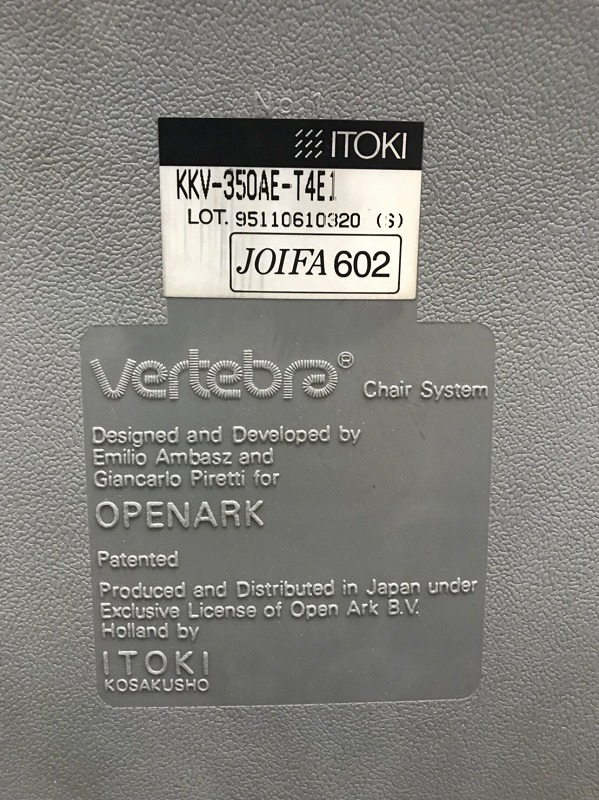 ITOKI
KKV-350AE-T4E1
LOT. 95110610320 (S)
JOIFA 602
vertebra® Chair System
Designed and Developed by
Emilio Ambasz and
Giancarlo Piretti for
OPENARK
Patented
Produced and Distributed in Japan under
Exclusive License of Open Ark B.V.
Holland by
ITOKI
KOSAKUSHO